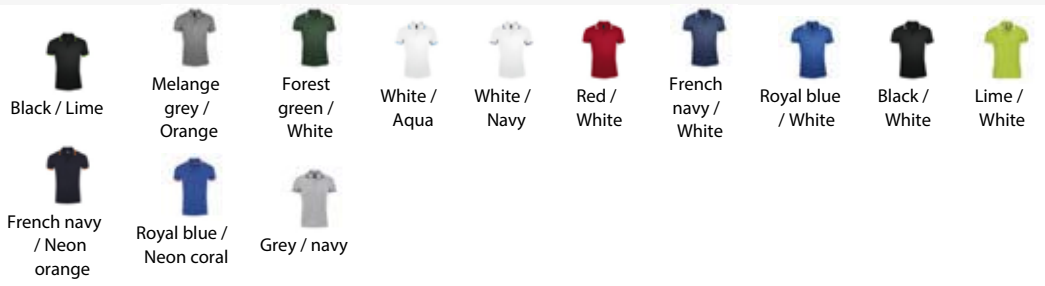 Black / Lime
Melange
grey /
Orange
Forest
green /
White
White /
Aqua
White /
Navy
Red /
White
French
navy /
White
Royal blue
/ White
Black /
White
Lime /
White
French navy
/ Neon
orange
Royal blue /
Neon coral
Grey / navy